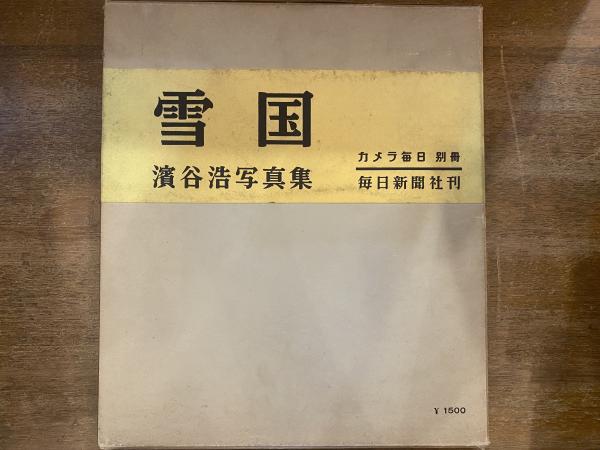 雪国
濱谷浩写真集
カメラ毎日 別冊
毎日新聞社刊
¥ 1500